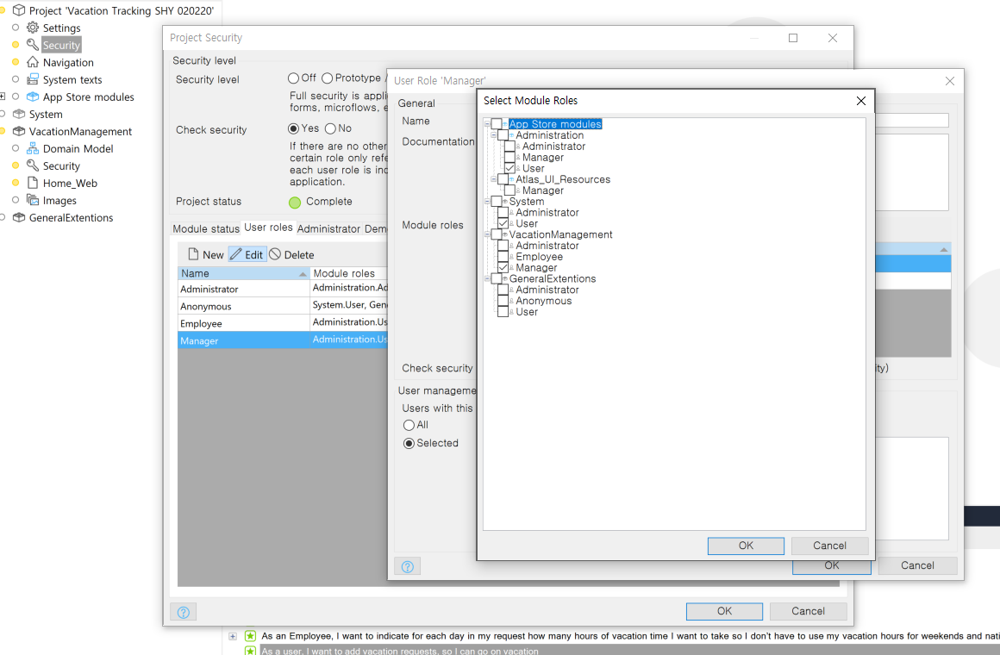 Project 'Vacation Tracking SHY 020220'
Settings
Security
Navigation
System texts
App Store modules
System
VacationManagement
Domain Model
Security
Home_Web
Images
GeneralExtentions
Project Security
Security level
Security level
Off
Prototype /
Full security is appli
forms, microflows, e
Check security
Yes
No
If there are no other
certain role only refe
each user role is inc
application.
Project status
Complete
Module status
User roles
Administrator
Dem
New
Edit
Delete
Name
Module roles
Administrator
Administration.Ad
Anonymous
System.User, Gene
Employee
Administration.Us
Manager
Administration.Us
OK
Cancel
User Role 'Manager'
General
Name
Documentation
Module roles
Check security
ity)
User manageme
Users with this
All
Selected
OK
Cancel
Select Module Roles
App Store modules
Administration
Administrator
Manager
User
Atlas_UI_Resources
Manager
System
Administrator
User
VacationManagement
Administrator
Employee
Manager
GeneralExtentions
Administrator
Anonymous
User
OK
Cancel
As an Employee, I want to indicate for each day in my request how many hours of vacation time I want to take so I don't have to use my vacation hours for weekends and nati
As a user, I want to add vacation requests, so I can go on vacation